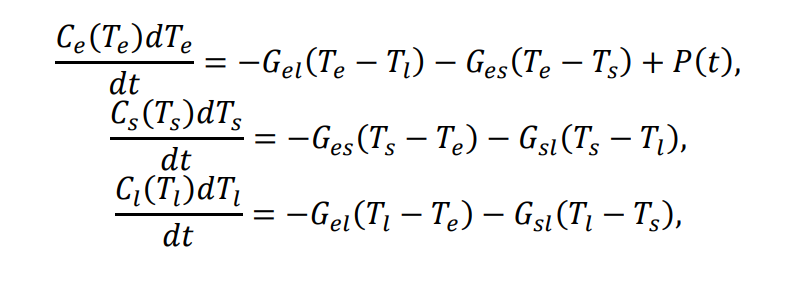 C_e(T_e)dT_e/dt = −G_el(T_e − T_l) − G_es(T_e − T_s) + P(t),
C_s(T_s)dT_s/dt = −G_es(T_s − T_e) − G_sl(T_s − T_l),
C_l(T_l)dT_l/dt = −G_el(T_l − T_e) − G_sl(T_l − T_s),